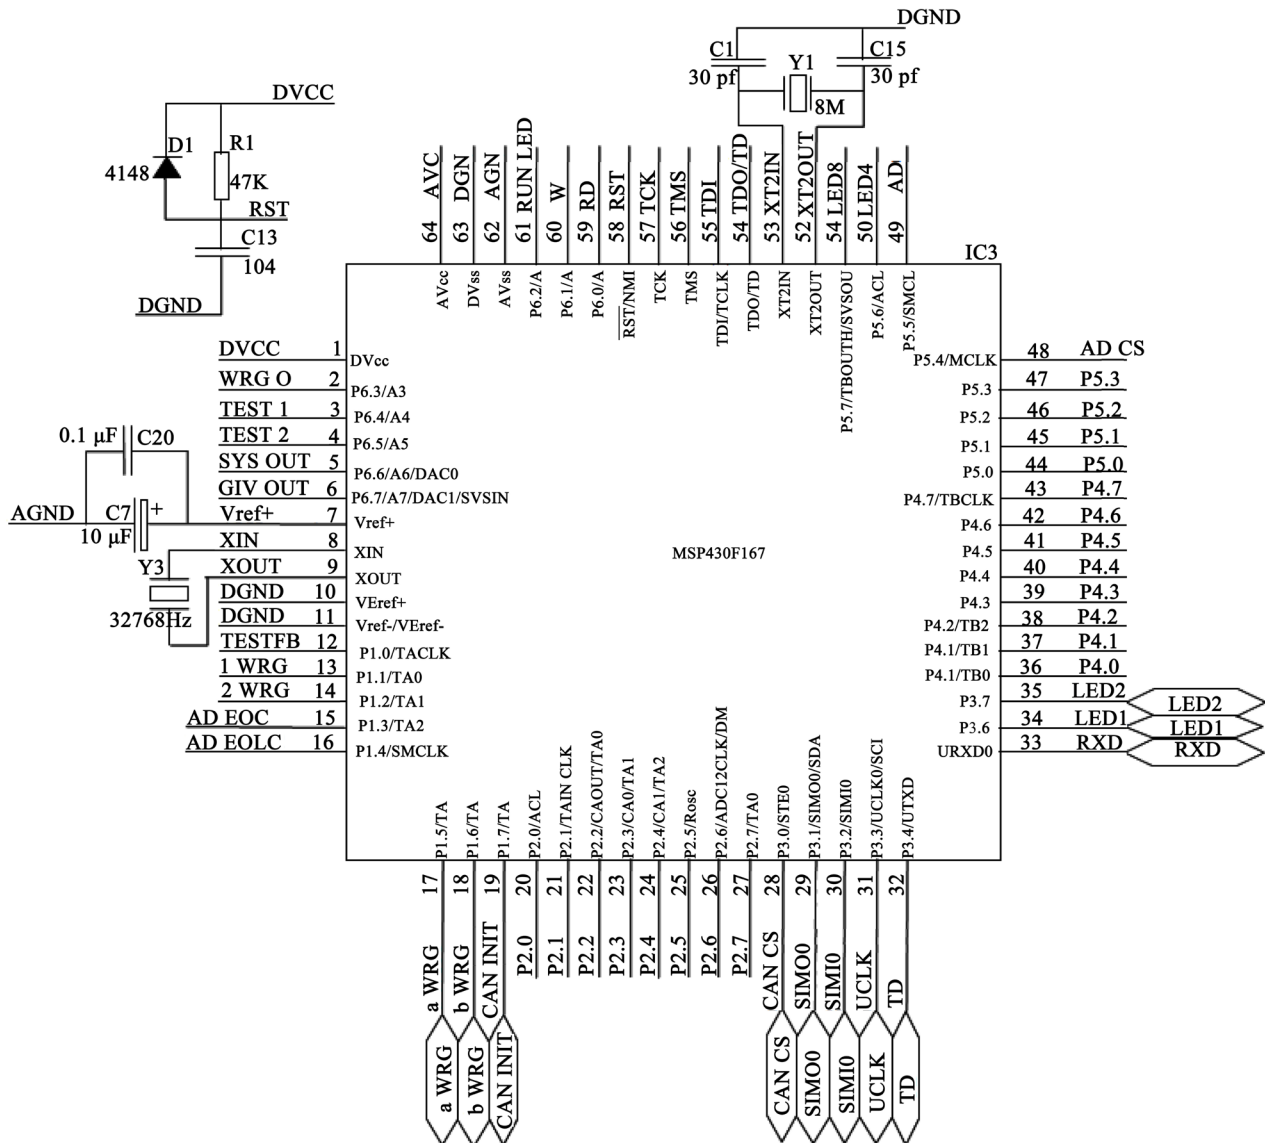 DGND
C1
30 pf
Y1
8M
C15
30 pf
DVCC
D1
4148
R1
47K
RST
C13
104
DGND
64 AVC
63 DGN
62 AGN
61 RUN LED
60 W
59 RD
58 RST
57 TCK
56 TMS
55 TDI
54 TDO/TD
53 XT2IN
52 XT2OUT
54 LED8
50 LED4
49 AD
IC3
AVcc
DVss
AVss
P6.2/A
P6.1/A
P6.0/A
RST/NMI
TCK
TMS
TDI/TCLK
TDO/TD
XT2IN
XT2OUT
P5.7/TBOUTH/SVSOU
P5.6/ACL
P5.5/SMCL
DVCC 1 DVcc
WRG O 2 P6.3/A3
TEST 1 3 P6.4/A4
TEST 2 4 P6.5/A5
SYS OUT 5 P6.6/A6/DAC0
GIV OUT 6 P6.7/A7/DAC1/SVSIN
Vref+ 7 Vref+
XIN 8 XIN
XOUT 9 XOUT
DGND 10 VEref+
DGND 11 Vref-/VEref-
TESTFB 12 P1.0/TACLK
1 WRG 13 P1.1/TA0
2 WRG 14 P1.2/TA1
AD EOC 15 P1.3/TA2
AD EOLC 16 P1.4/SMCLK
0.1 µF C20
AGND
C7 +
10 µF
Y3
32768Hz
MSP430F167
P5.4/MCLK 48 AD CS
P5.3 47 P5.3
P5.2 46 P5.2
P5.1 45 P5.1
P5.0 44 P5.0
P4.7/TBCLK 43 P4.7
P4.6 42 P4.6
P4.5 41 P4.5
P4.4 40 P4.4
P4.3 39 P4.3
P4.2/TB2 38 P4.2
P4.1/TB1 37 P4.1
P4.1/TB0 36 P4.0
P3.7 35 LED2 LED2
P3.6 34 LED1 LED1
URXD0 33 RXD RXD
P1.5/TA
P1.6/TA
P1.7/TA
P2.0/ACL
P2.1/TAIN CLK
P2.2/CAOUT/TA0
P2.3/CA0/TA1
P2.4/CA1/TA2
P2.5/Rosc
P2.6/ADC12CLK/DM
P2.7/TA0
P3.0/STE0
P3.1/SIMO0/SDA
P3.2/SIMI0
P3.3/UCLK0/SCI
P3.4/UTXD
17 a WRG
18 b WRG
19 CAN INIT
20 P2.0
21 P2.1
22 P2.2
23 P2.3
24 P2.4
25 P2.5
26 P2.6
27 P2.7
28 CAN CS
29 SIMO0
30 SIMI0
31 UCLK
32 TD
a WRG
b WRG
CAN INIT
CAN CS
SIMO0
SIMI0
UCLK
TD